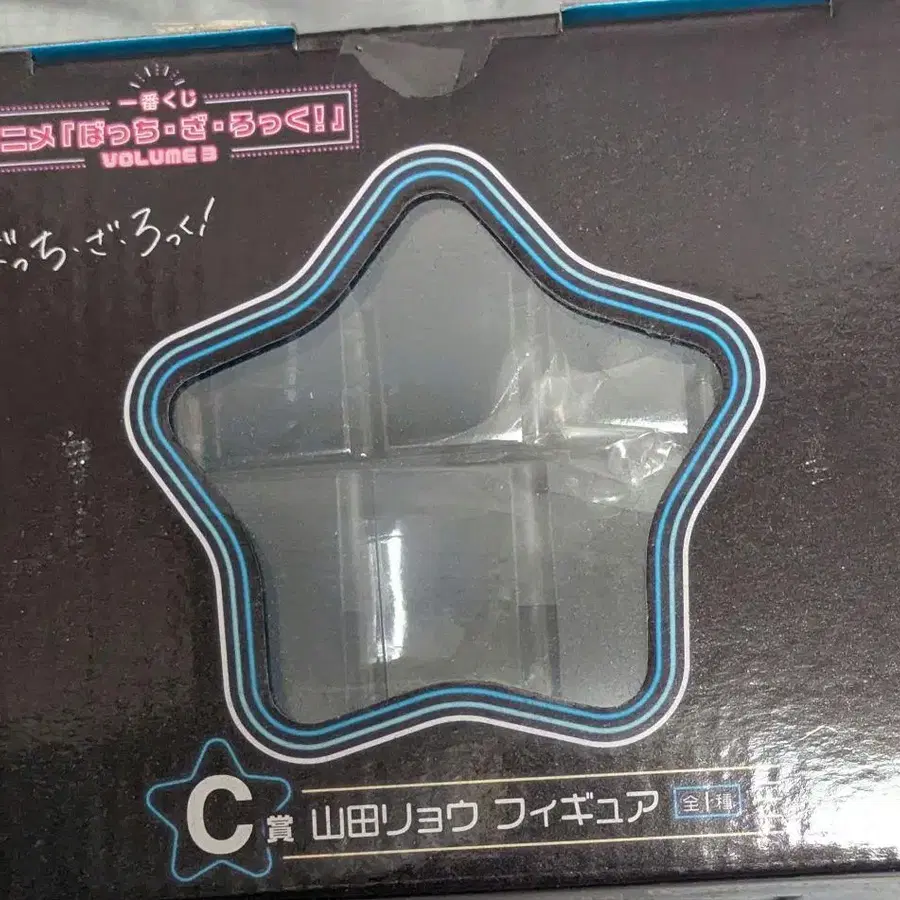 一番くじ
ニメ『ぼっち・ざ・ろっく!』
VOLUME 3
っち・ざ・ろっく!
C賞 山田リョウ フィギュア 全1種